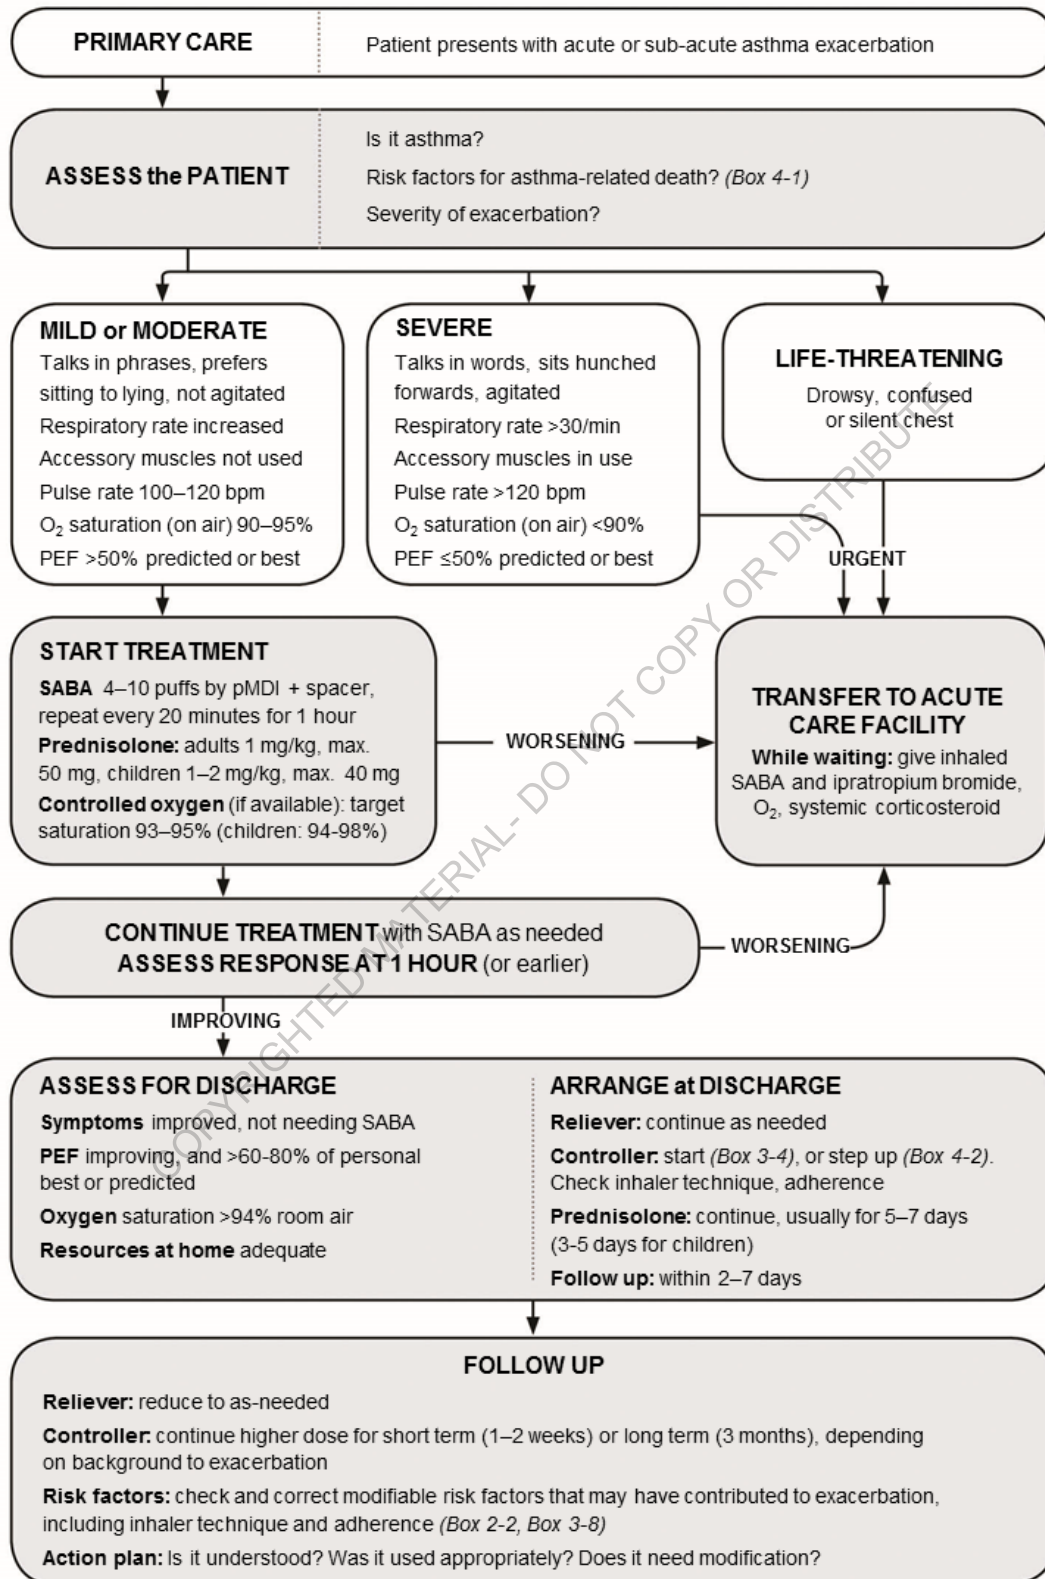 PRIMARY CARE
Patient presents with acute or sub-acute asthma exacerbation
ASSESS the PATIENT
Is it asthma?
Risk factors for asthma-related death? (Box 4-1)
Severity of exacerbation?
MILD or MODERATE
Talks in phrases, prefers
sitting to lying, not agitated
Respiratory rate increased
Accessory muscles not used
Pulse rate 100–120 bpm
O₂ saturation (on air) 90–95%
PEF >50% predicted or best
SEVERE
Talks in words, sits hunched
forwards, agitated
Respiratory rate >30/min
Accessory muscles in use
Pulse rate >120 bpm
O₂ saturation (on air) <90%
PEF ≤50% predicted or best
LIFE-THREATENING
Drowsy, confused
or silent chest
URGENT
START TREATMENT
SABA 4–10 puffs by pMDI + spacer,
repeat every 20 minutes for 1 hour
Prednisolone: adults 1 mg/kg, max.
50 mg, children 1–2 mg/kg, max. 40 mg
Controlled oxygen (if available): target
saturation 93–95% (children: 94-98%)
WORSENING
TRANSFER TO ACUTE
CARE FACILITY
While waiting: give inhaled
SABA and ipratropium bromide,
O₂, systemic corticosteroid
CONTINUE TREATMENT with SABA as needed
ASSESS RESPONSE AT 1 HOUR (or earlier)
WORSENING
IMPROVING
ASSESS FOR DISCHARGE
Symptoms improved, not needing SABA
PEF improving, and >60-80% of personal
best or predicted
Oxygen saturation >94% room air
Resources at home adequate
ARRANGE at DISCHARGE
Reliever: continue as needed
Controller: start (Box 3-4), or step up (Box 4-2).
Check inhaler technique, adherence
Prednisolone: continue, usually for 5–7 days
(3-5 days for children)
Follow up: within 2–7 days
FOLLOW UP
Reliever: reduce to as-needed
Controller: continue higher dose for short term (1–2 weeks) or long term (3 months), depending
on background to exacerbation
Risk factors: check and correct modifiable risk factors that may have contributed to exacerbation,
including inhaler technique and adherence (Box 2-2, Box 3-8)
Action plan: Is it understood? Was it used appropriately? Does it need modification?
COPYRIGHTED MATERIAL- DO NOT COPY OR DISTRIBUTE